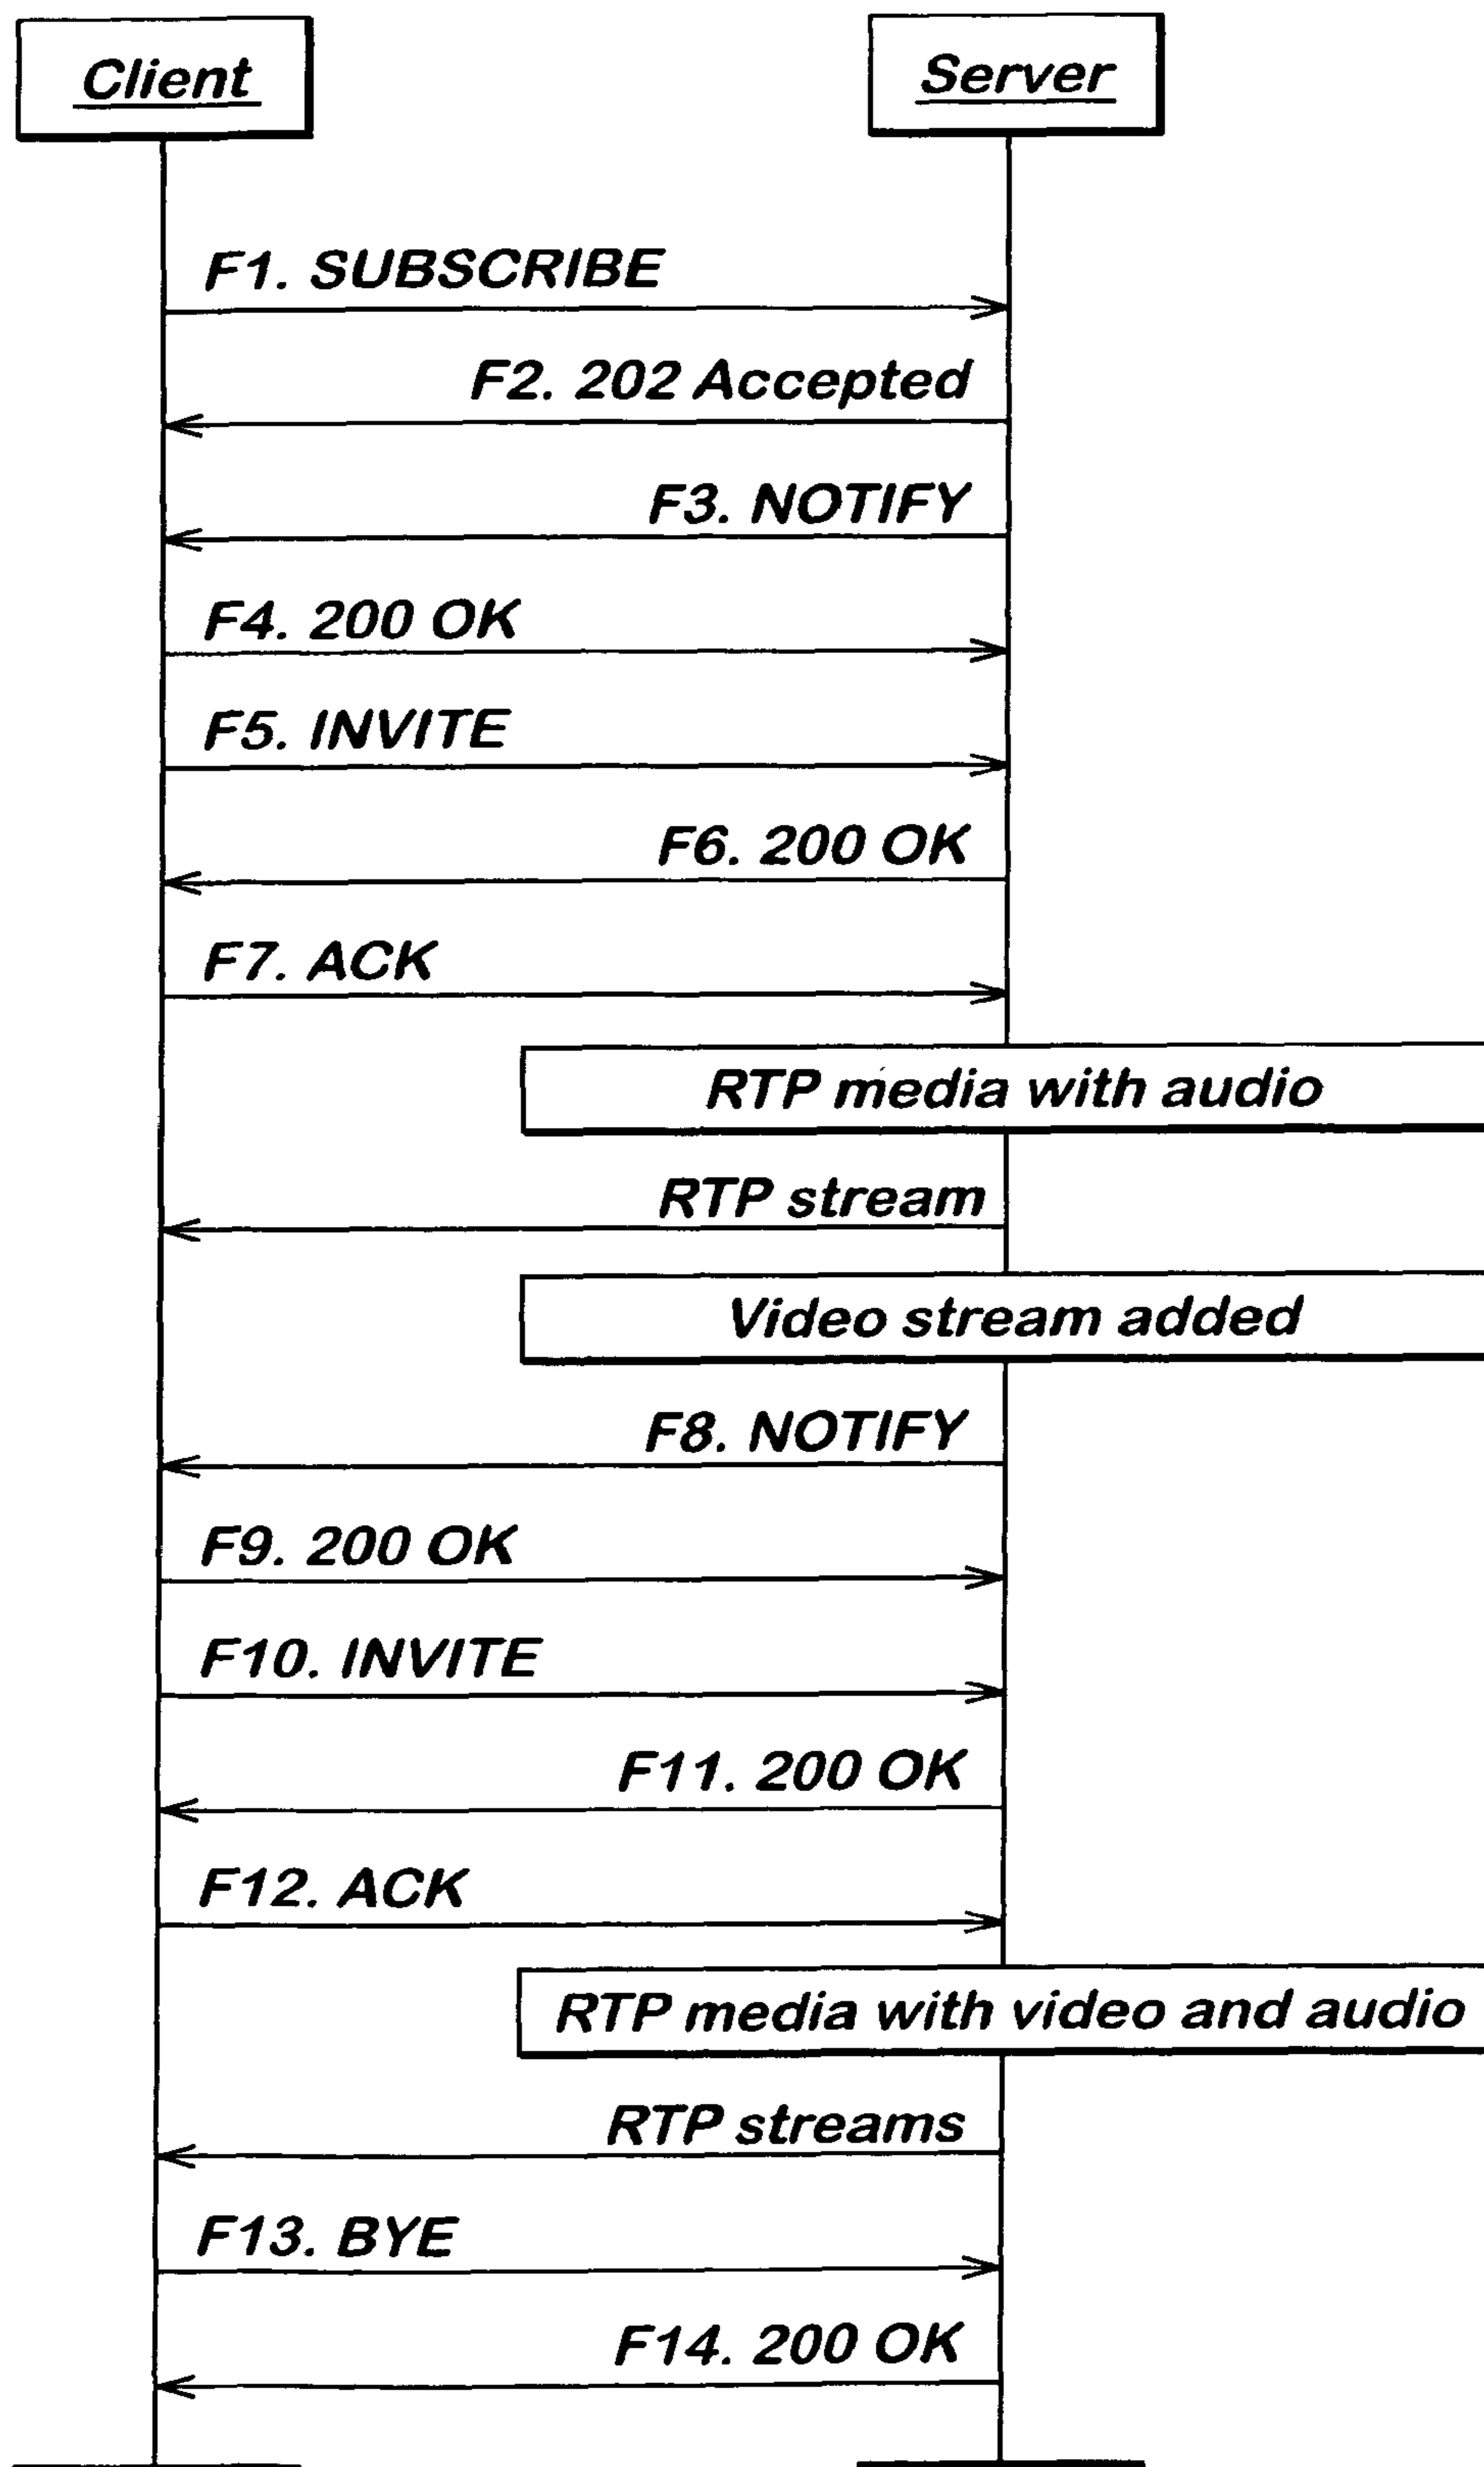 Client
Server
F1. SUBSCRIBE
F2. 202 Accepted
F3. NOTIFY
F4. 200 OK
F5. INVITE
F6. 200 OK
F7. ACK
RTP media with audio
RTP stream
Video stream added
F8. NOTIFY
F9. 200 OK
F10. INVITE
F11. 200 OK
F12. ACK
RTP media with video and audio
RTP streams
F13. BYE
F14. 200 OK